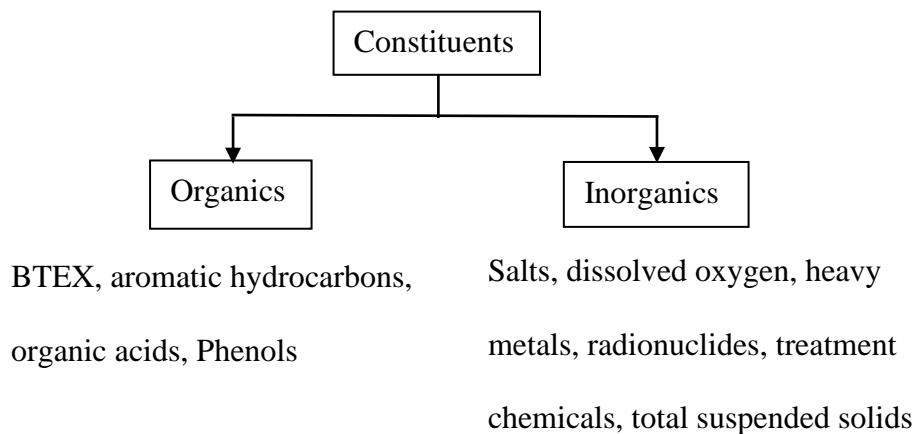 Constituents
Organics
Inorganics
BTEX, aromatic hydrocarbons,
organic acids, Phenols
Salts, dissolved oxygen, heavy
metals, radionuclides, treatment
chemicals, total suspended solids